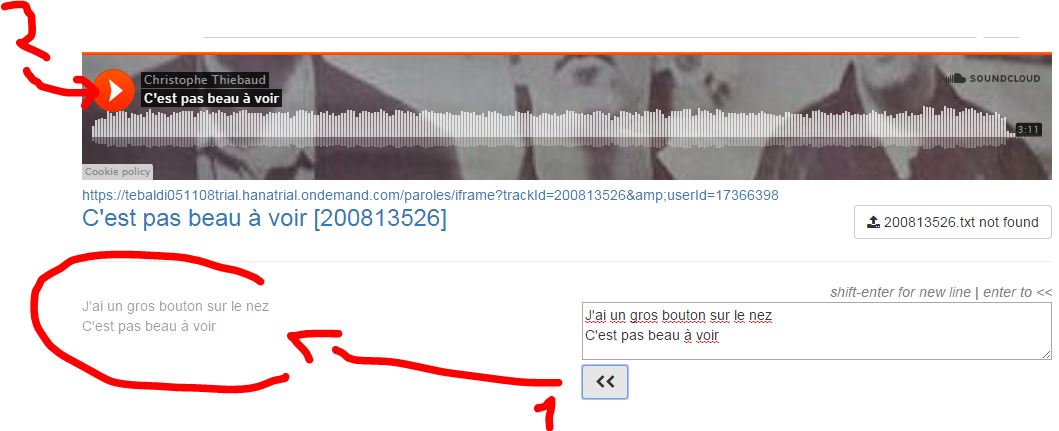 2
Christophe Thiebaud
C'est pas beau à voir
SOUNDCLOUD
3:11
Cookie policy
https://tebaldi051108trial.hanatrial.ondemand.com/paroles/iframe?trackId=200813526&amp;userId=17366398
C'est pas beau à voir [200813526]
200813526.txt not found
shift-enter for new line | enter to <<
J'ai un gros bouton sur le nez
C'est pas beau à voir
J'ai un gros bouton sur le nez
C'est pas beau à voir
<<
1